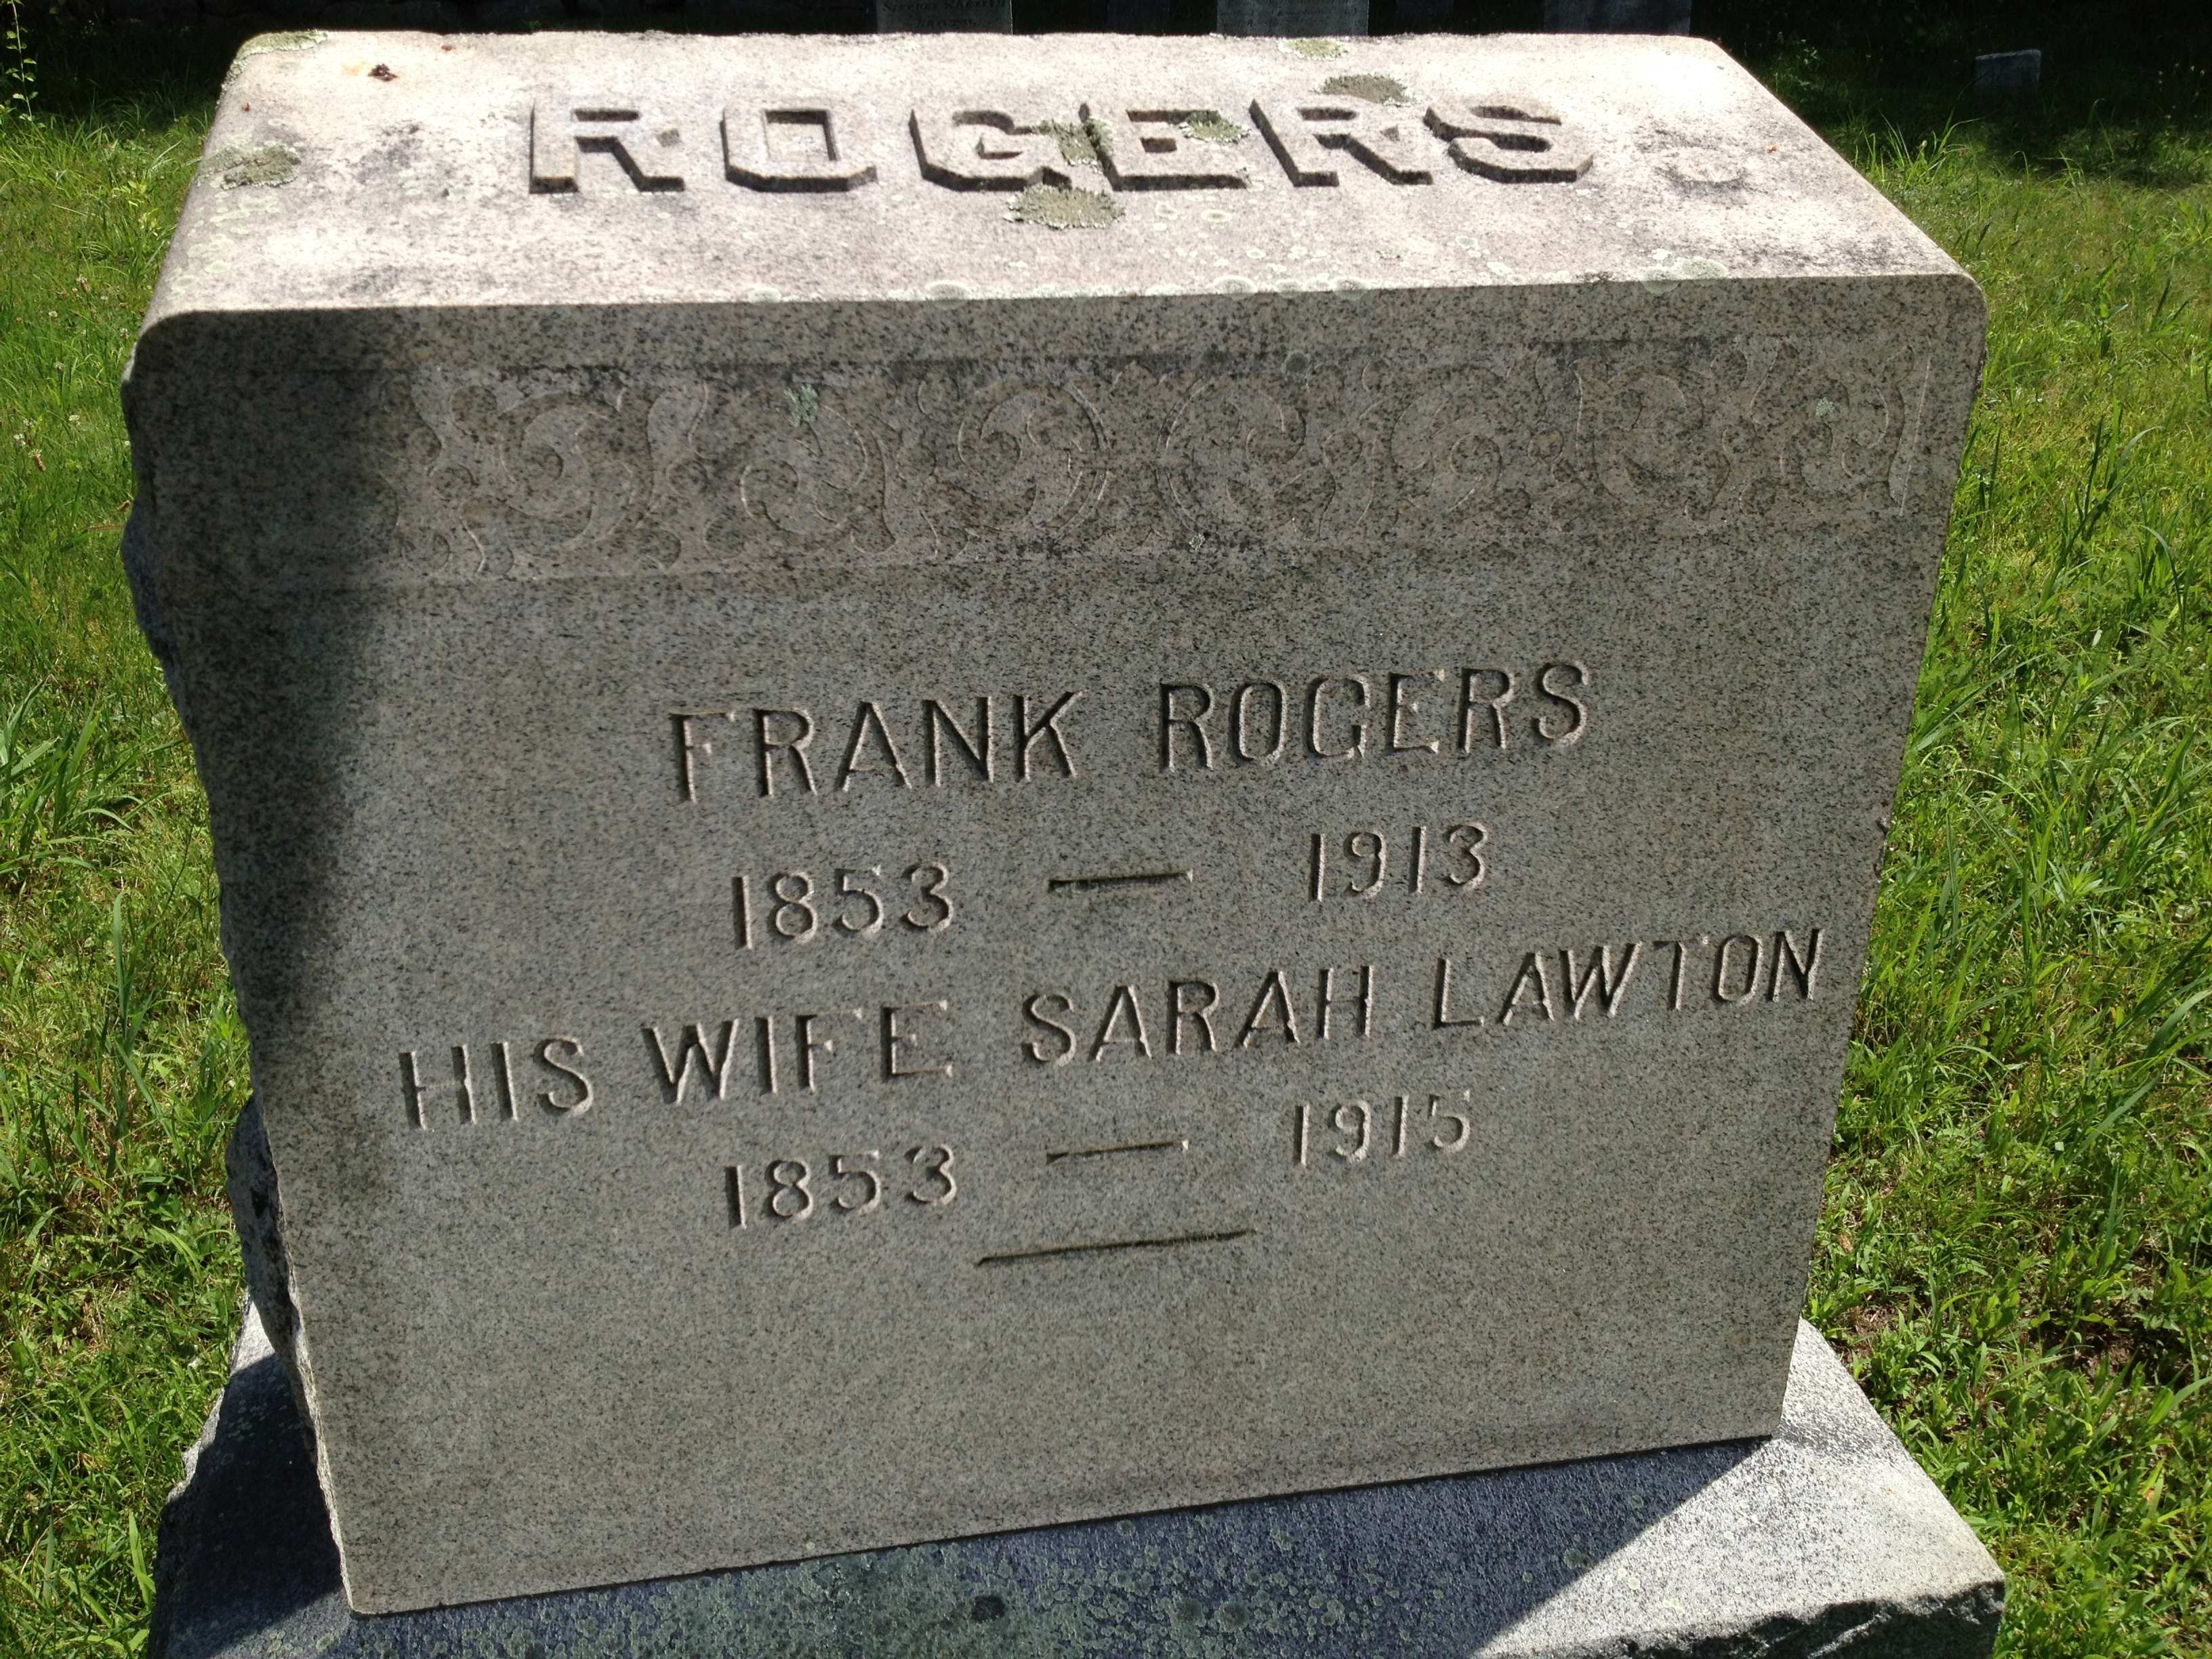 ROGERS
FRANK ROGERS
1853 — 1913
HIS WIFE SARAH LAWTON
1853 — 1915